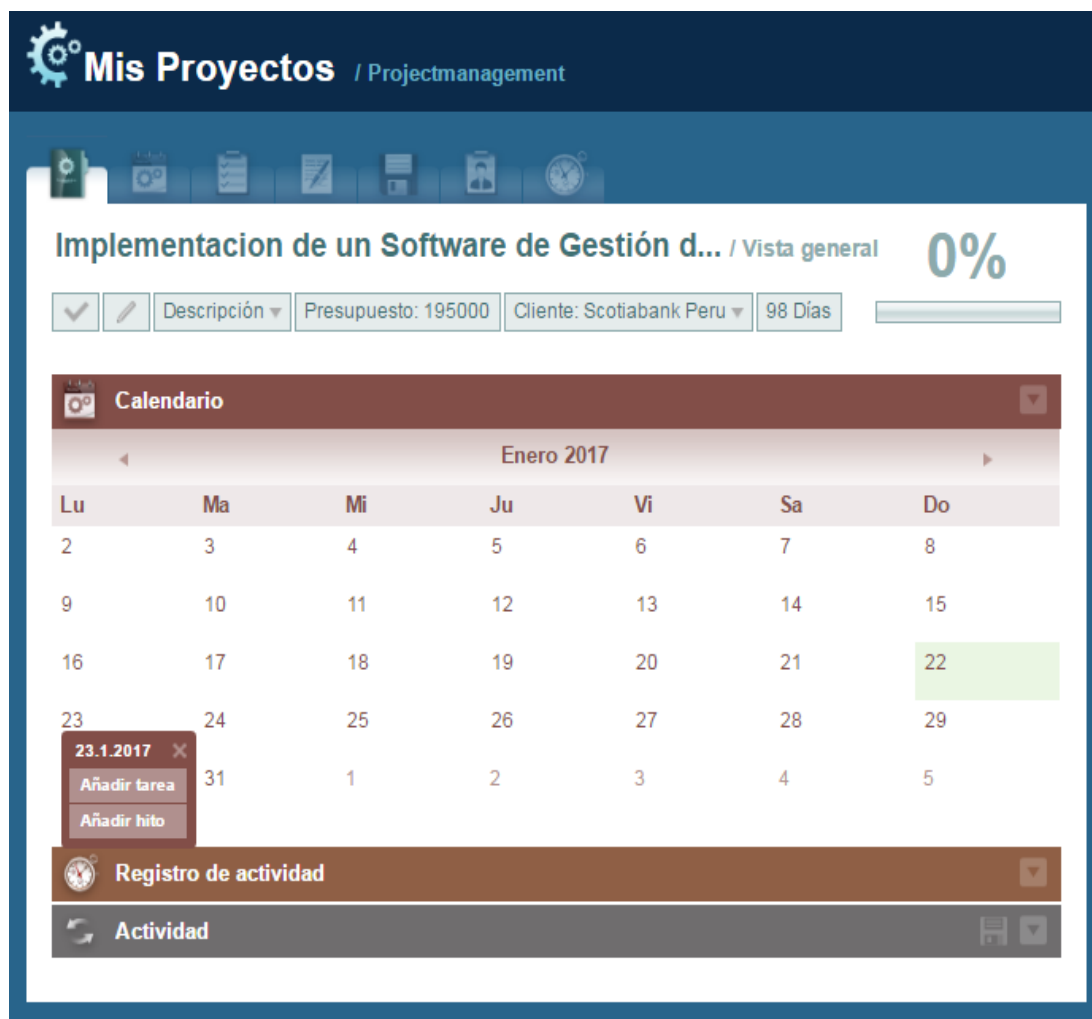 Mis Proyectos / Projectmanagement
Implementacion de un Software de Gestión d... / Vista general 0%
Descripción Presupuesto: 195000 Cliente: Scotiabank Peru 98 Días
Calendario
Enero 2017
Lu Ma Mi Ju Vi Sa Do
2 3 4 5 6 7 8
9 10 11 12 13 14 15
16 17 18 19 20 21 22
23 24 25 26 27 28 29
23.1.2017
Añadir tarea
31 1 2 3 4 5
Añadir hito
Registro de actividad
Actividad